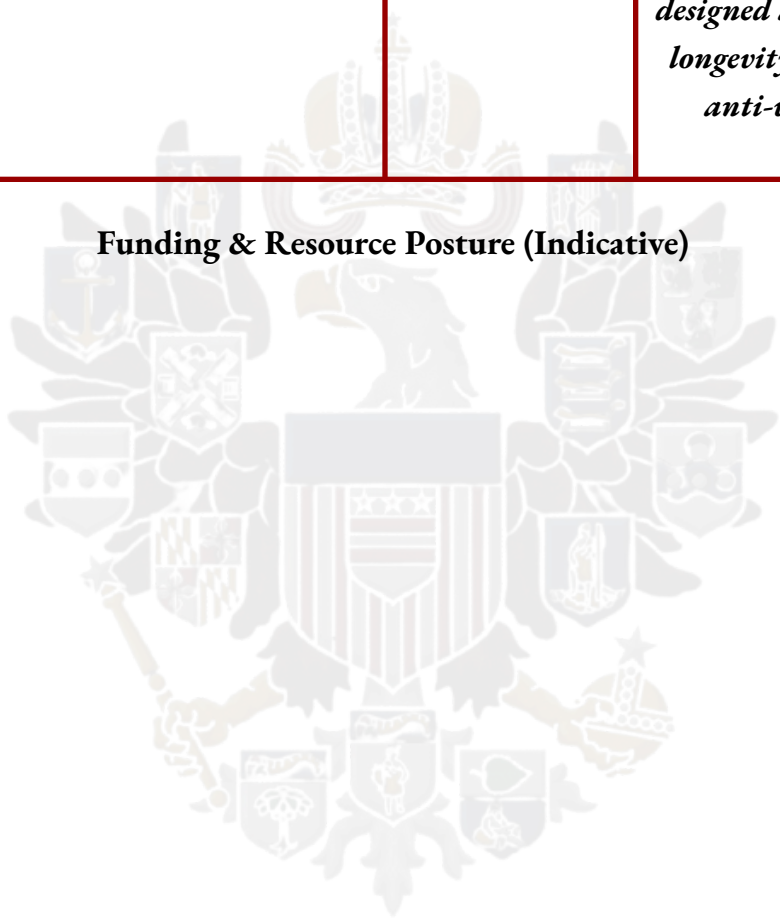 designed
longevity
anti-
Funding & Resource Posture (Indicative)